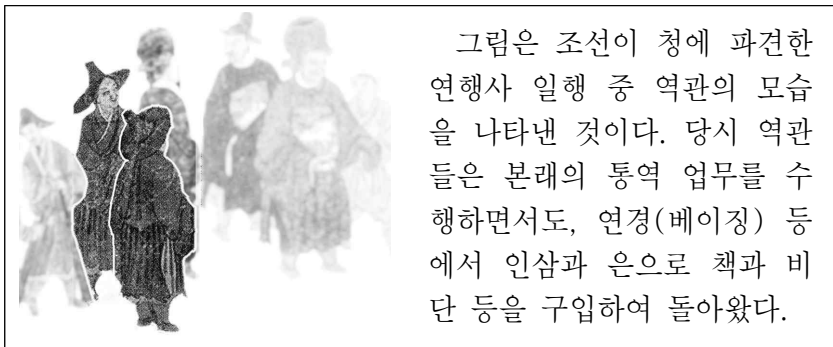 그림은 조선이 청에 파견한
연행사 일행 중 역관의 모습
을 나타낸 것이다. 당시 역관
들은 본래의 통역 업무를 수
행하면서도, 연경(베이징) 등
에서 인삼과 은으로 책과 비
단 등을 구입하여 돌아왔다.